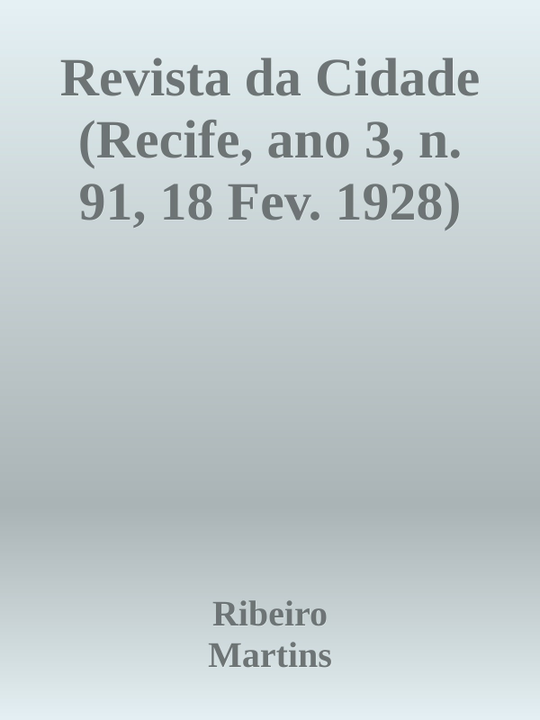 Revista da Cidade
(Recife, ano 3, n.
91, 18 Fev. 1928)
Ribeiro
Martins